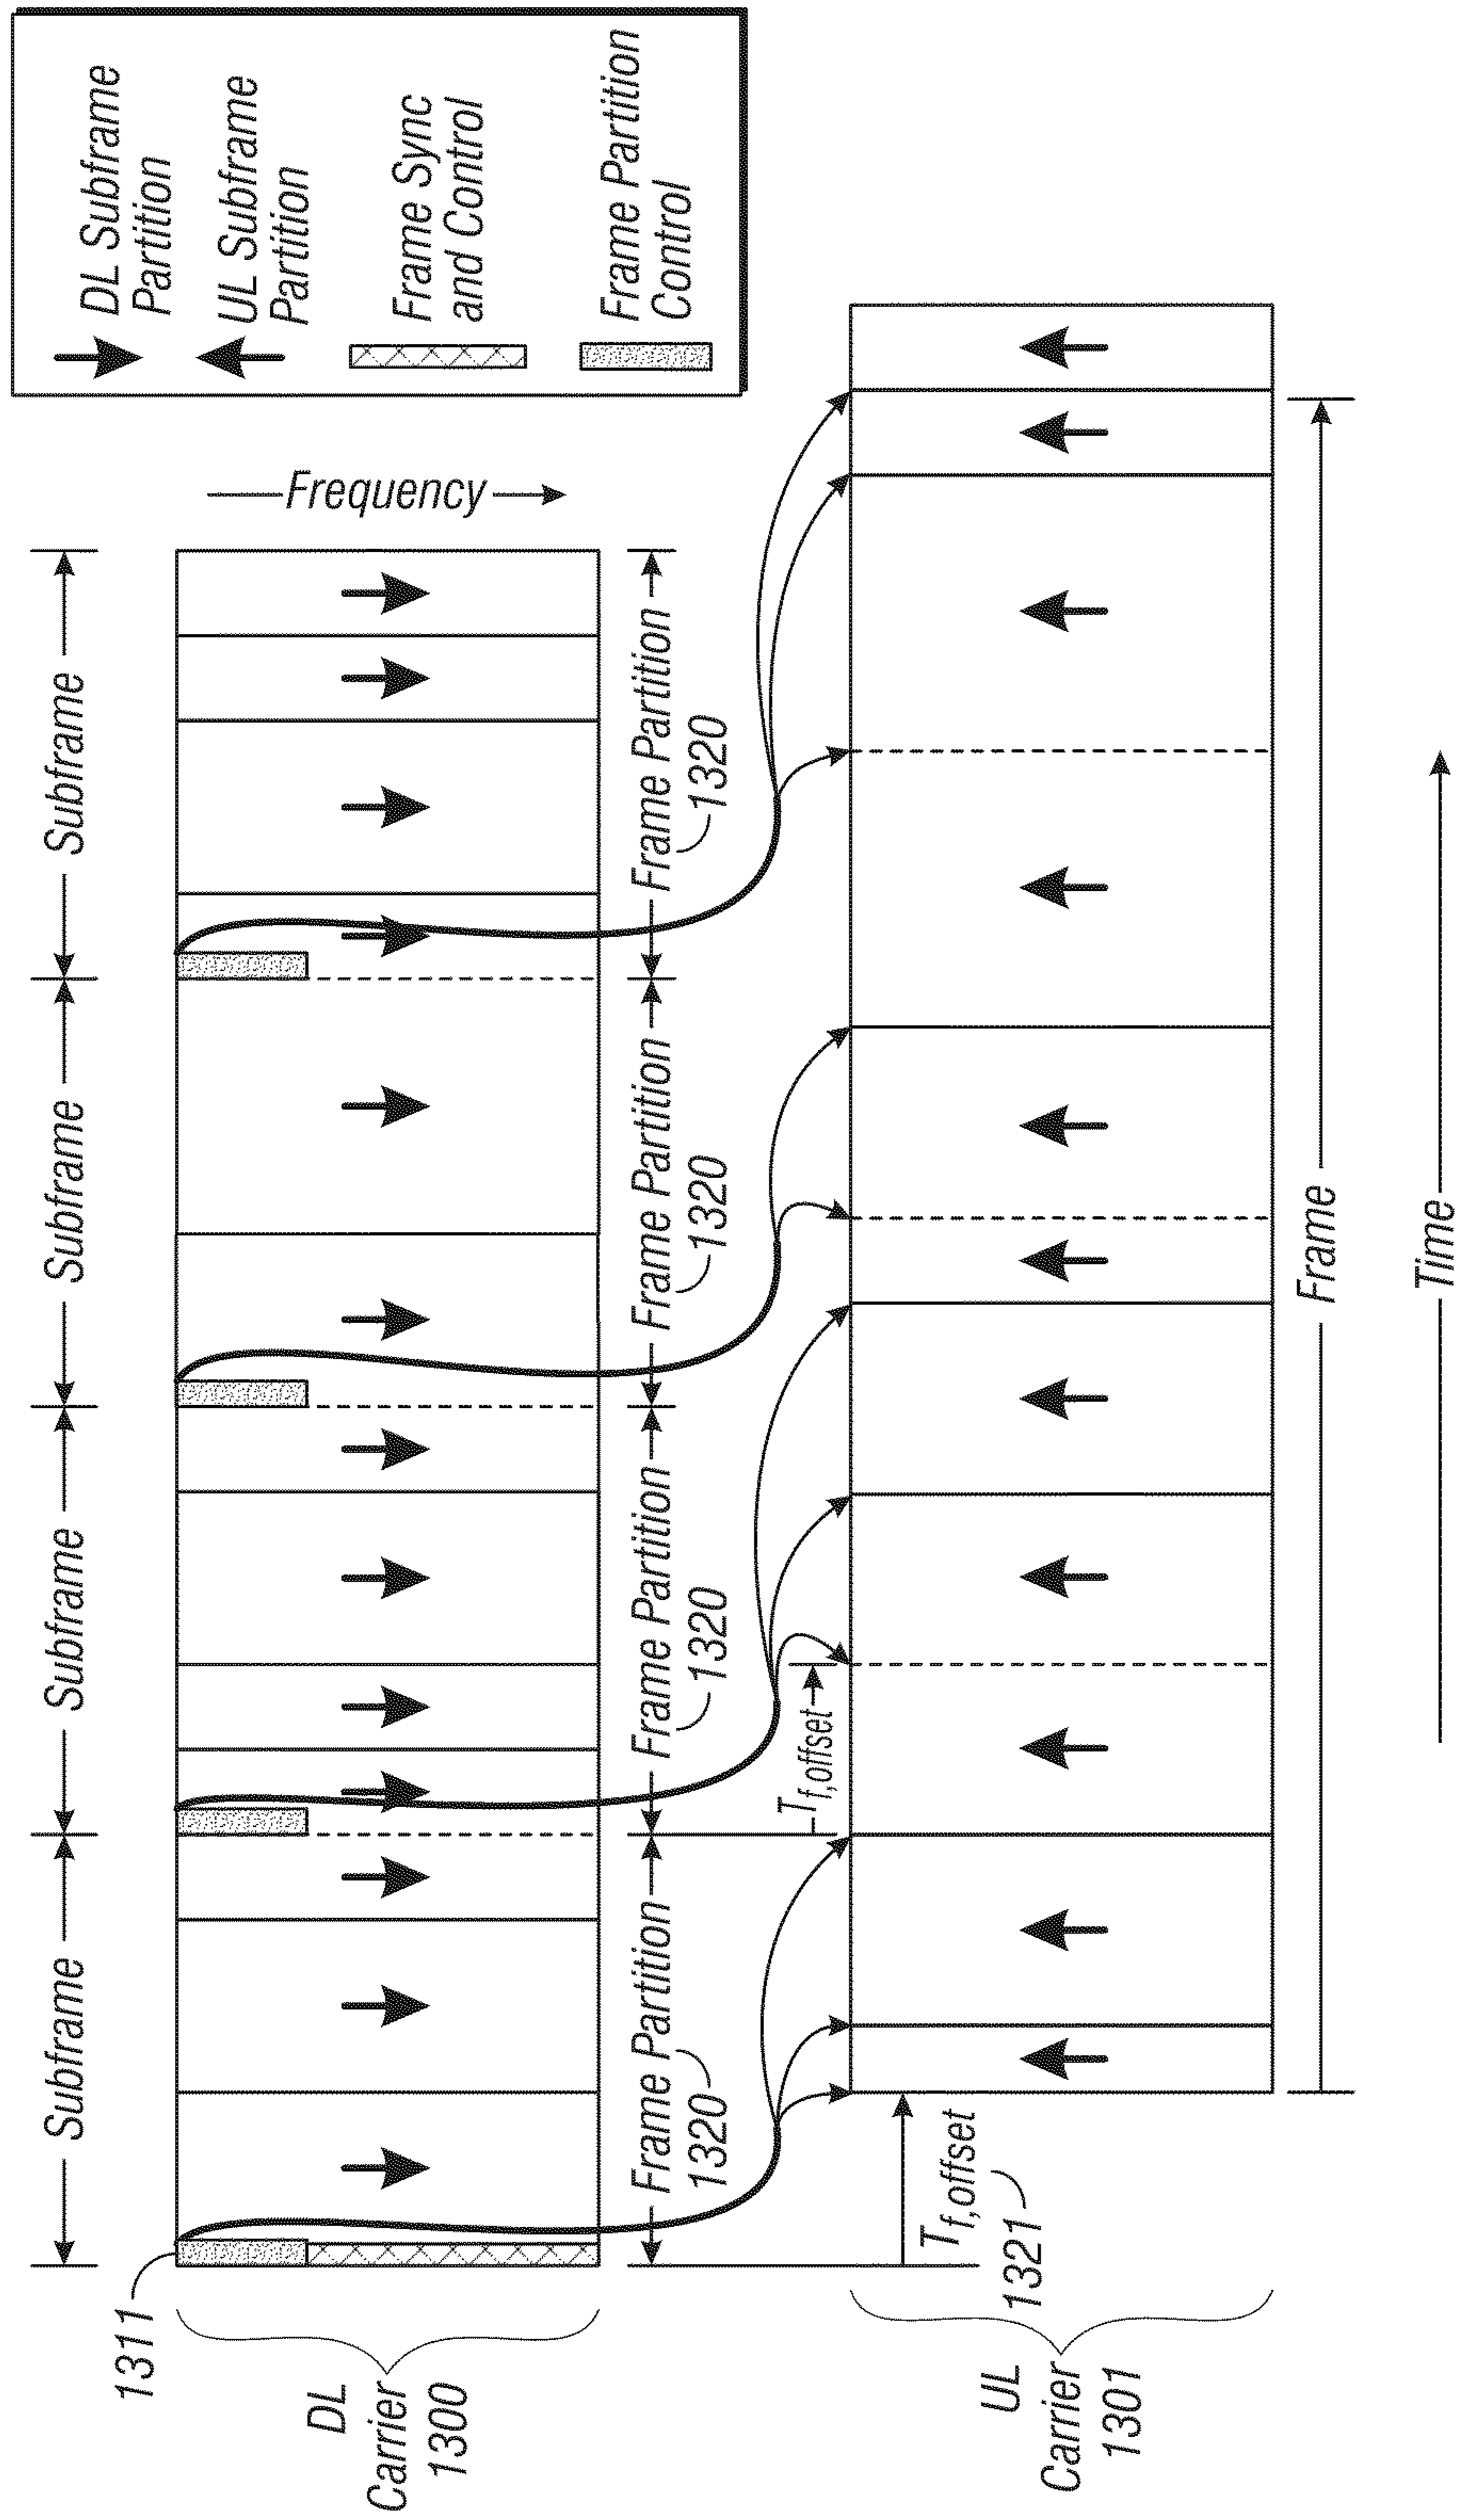 DL Subframe
Partition
UL Subframe
Partition
Frame Sync
and Control
Frame Partition
Control
Subframe
Subframe
Subframe
Subframe
1311
DL
Carrier
1300
Frequency
Frame Partition
1320
Frame Partition
1320
Frame Partition
1320
Frame Partition
1320
Tf,offset
Tf,offset
1321
UL
Carrier
1301
Frame
Time